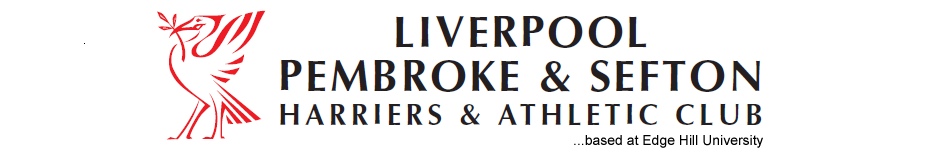 LIVERPOOL
PEMBROKE & SEFTON
HARRIERS & ATHLETIC CLUB
...based at Edge Hill University